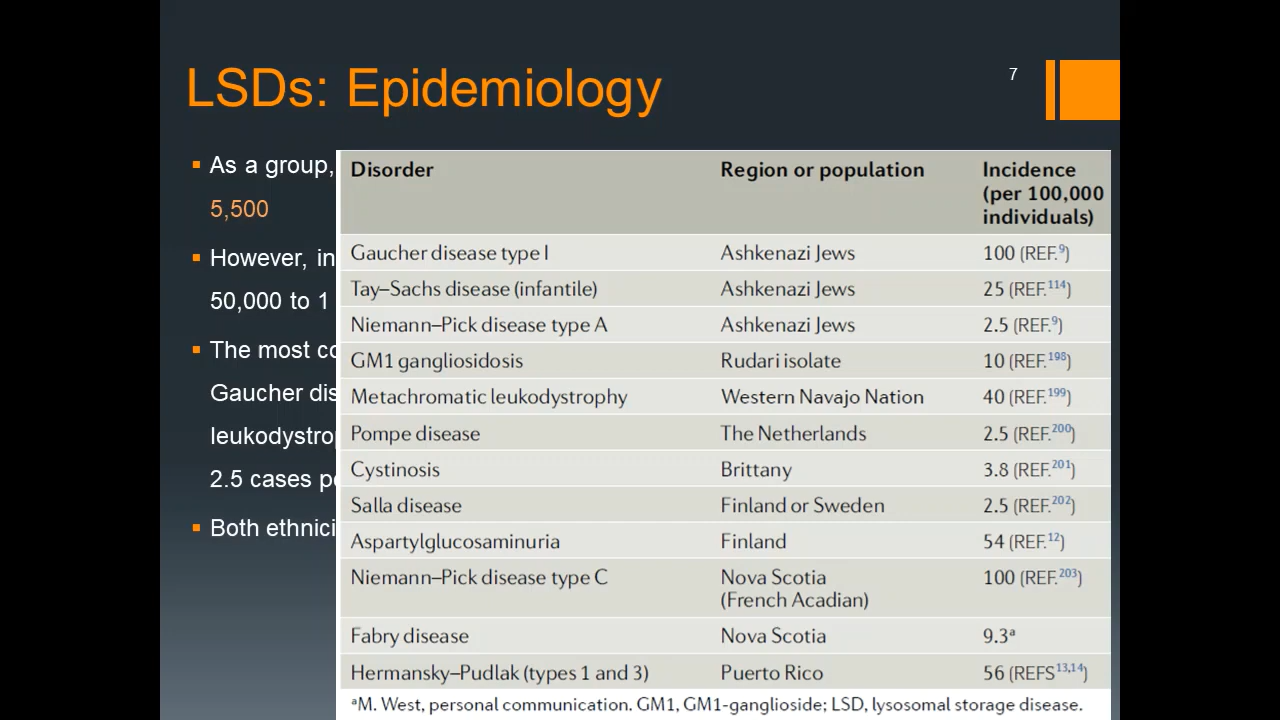 LSDs: Epidemiology
7
As a group,
5,500
However, in
50,000 to 1
The most co
Gaucher dis
leukodystrop
2.5 cases pe
Both ethnici
Disorder Region or population Incidence
(per 100,000
individuals)
Gaucher disease type I Ashkenazi Jews 100 (REF.9)
Tay–Sachs disease (infantile) Ashkenazi Jews 25 (REF.114)
Niemann–Pick disease type A Ashkenazi Jews 2.5 (REF.9)
GM1 gangliosidosis Rudari isolate 10 (REF.198)
Metachromatic leukodystrophy Western Navajo Nation 40 (REF.199)
Pompe disease The Netherlands 2.5 (REF.200)
Cystinosis Brittany 3.8 (REF.201)
Salla disease Finland or Sweden 2.5 (REF.202)
Aspartylglucosaminuria Finland 54 (REF.12)
Niemann–Pick disease type C Nova Scotia 100 (REF.203)
(French Acadian)
Fabry disease Nova Scotia 9.3a
Hermansky–Pudlak (types 1 and 3) Puerto Rico 56 (REFS13,14)
aM. West, personal communication. GM1, GM1-ganglioside; LSD, lysosomal storage disease.